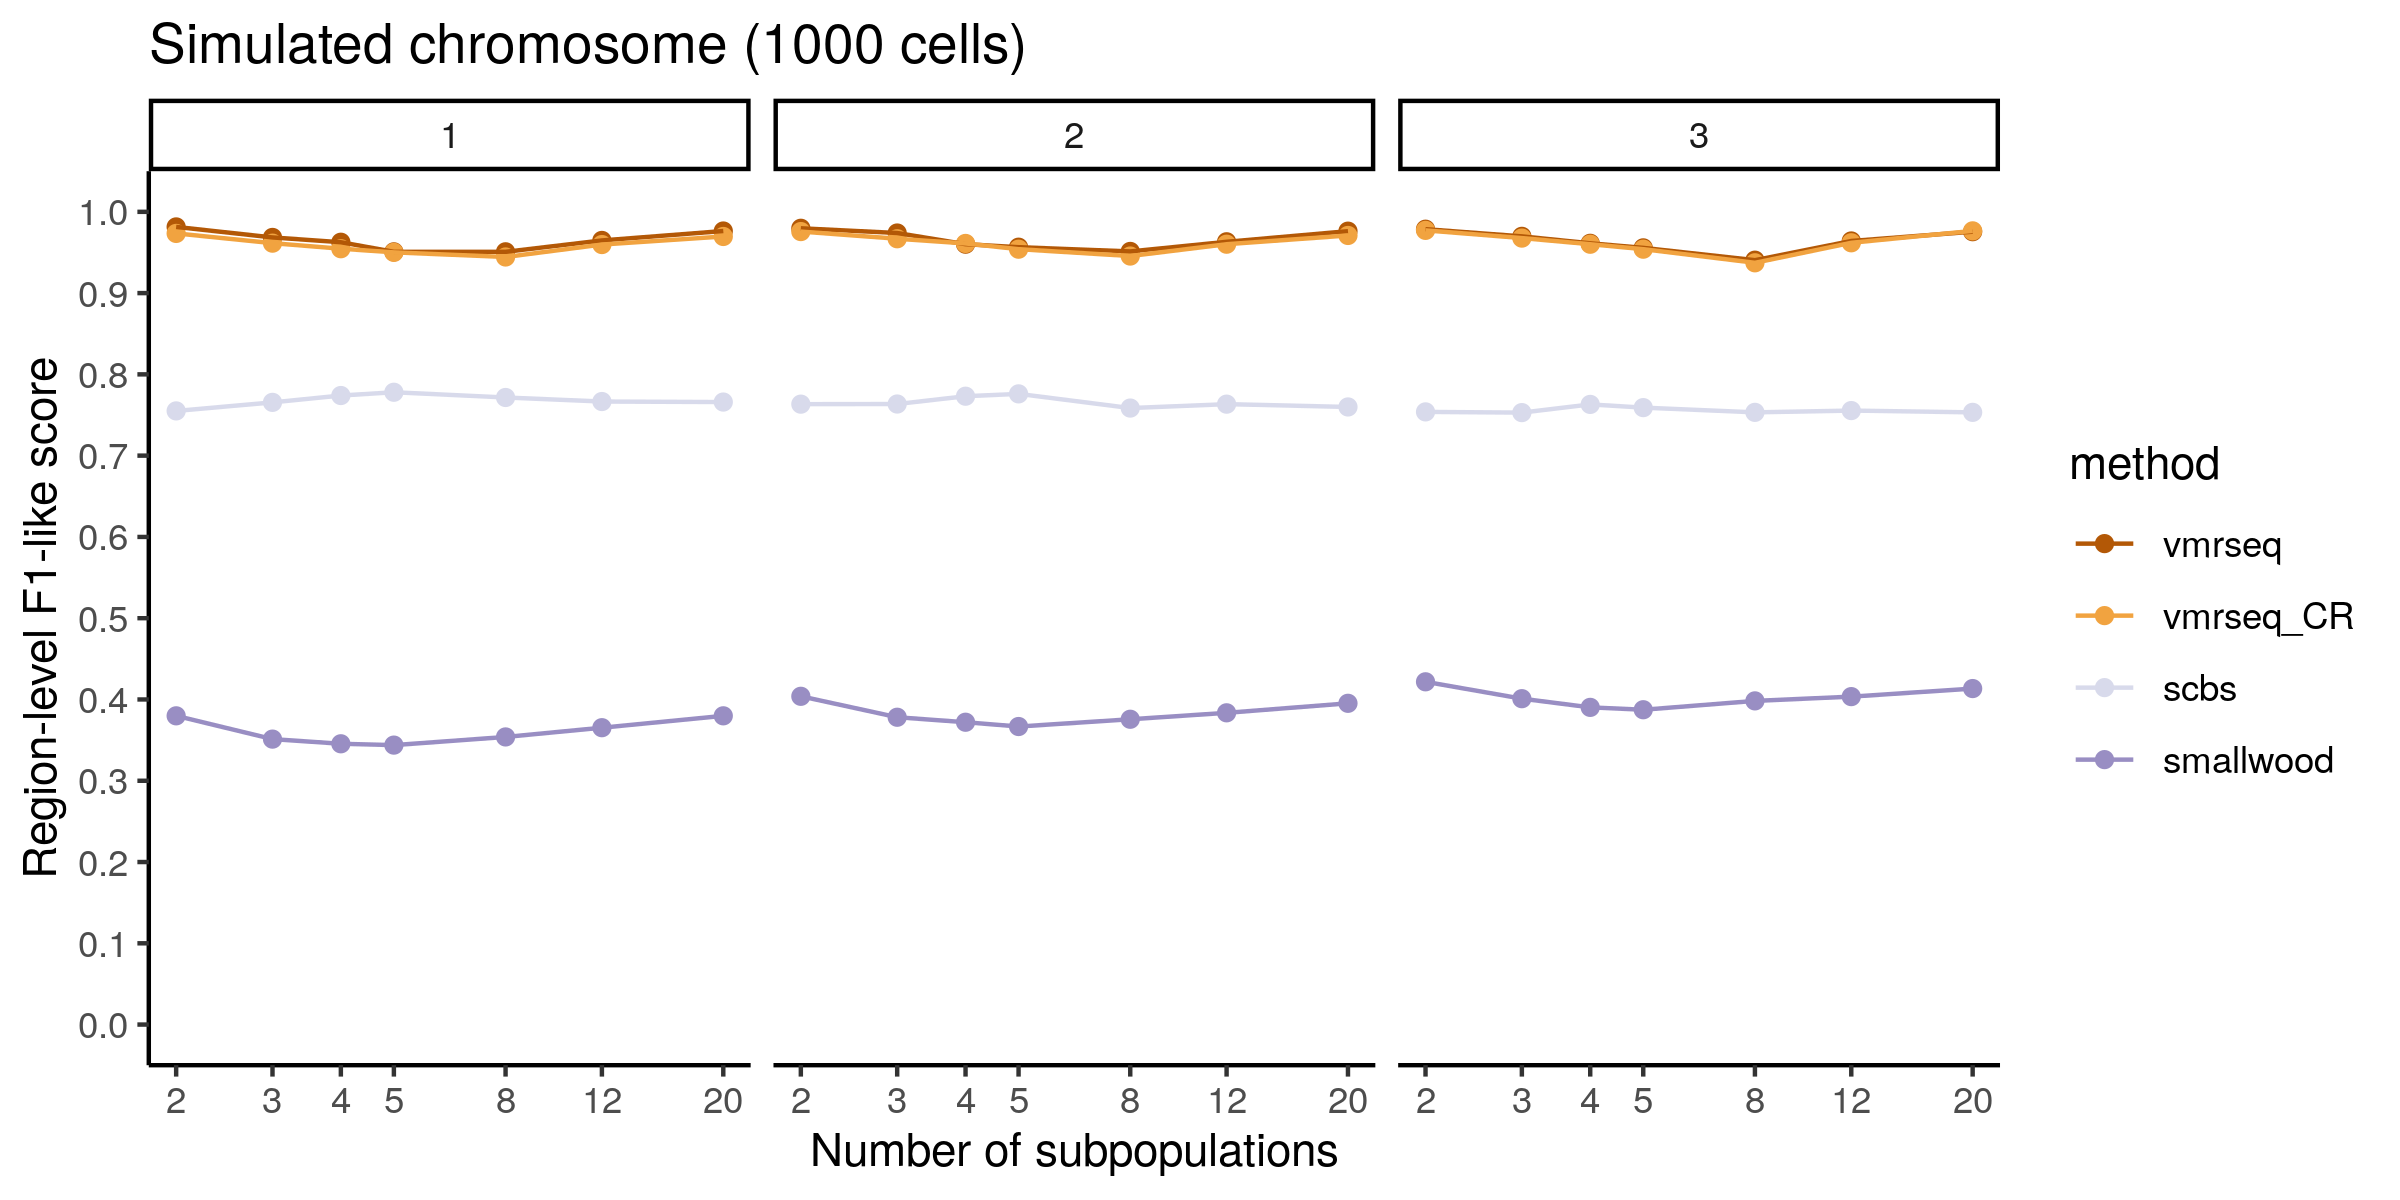 Simulated chromosome (1000 cells)
1 2 3
1.0
0.9
0.8
0.7
0.6
0.5
0.4
0.3
0.2
0.1
0.0
Region-level F1-like score
2 3 4 5 8 12 20 2 3 4 5 8 12 20 2 3 4 5 8 12 20
Number of subpopulations
method
vmrseq
vmrseq_CR
scbs
smallwood